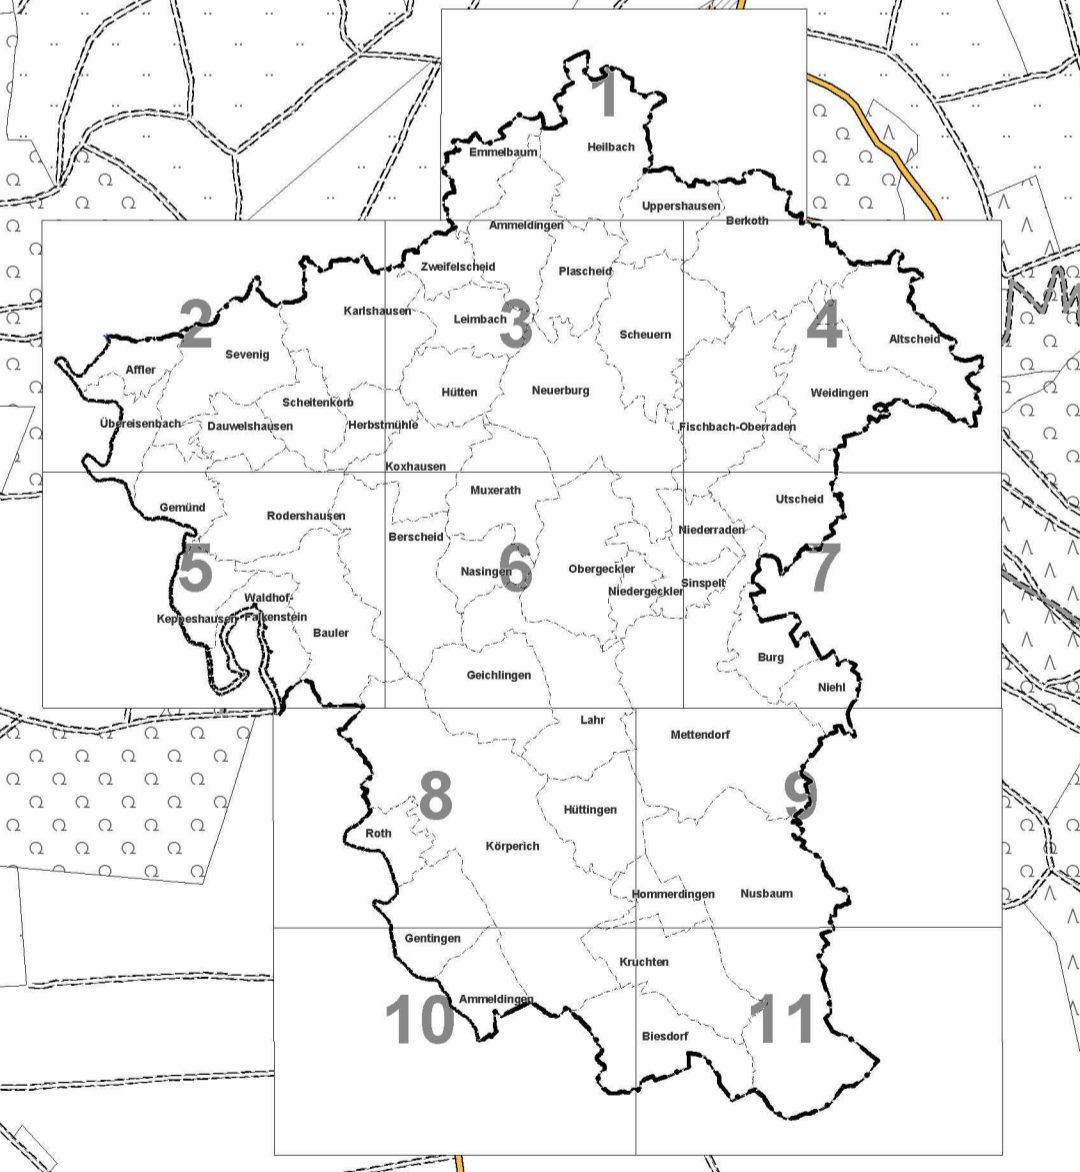 1
Emmelbaum
Heilbach
Uppershausen
Berkoth
Ammeldingen
Zweifelscheid
Plascheid
Karlshausen
Leimbach
2
3
4
Scheuern
Altscheid
Sevenig
Affler
Hütten
Neuerburg
Weidingen
Scheitenkorb
Übereisenbach
Dauwelshausen
Herbstmühle
Fischbach-Oberraden
Koxhausen
Muxerath
Utscheid
Gemünd
Rodershausen
Berscheid
Niederraden
5
6
7
Nasingen
Obergeckler
Sinspelt
Niedergeckler
Waldhof-
Falkenstein
Keppeshausen
Bauler
Burg
Geichlingen
Niehl
Lahr
Mettendorf
8
9
Hüttingen
Roth
Körperich
Hommerdingen
Nusbaum
Gentingen
Kruchten
Ammeldingen
10
11
Biesdorf